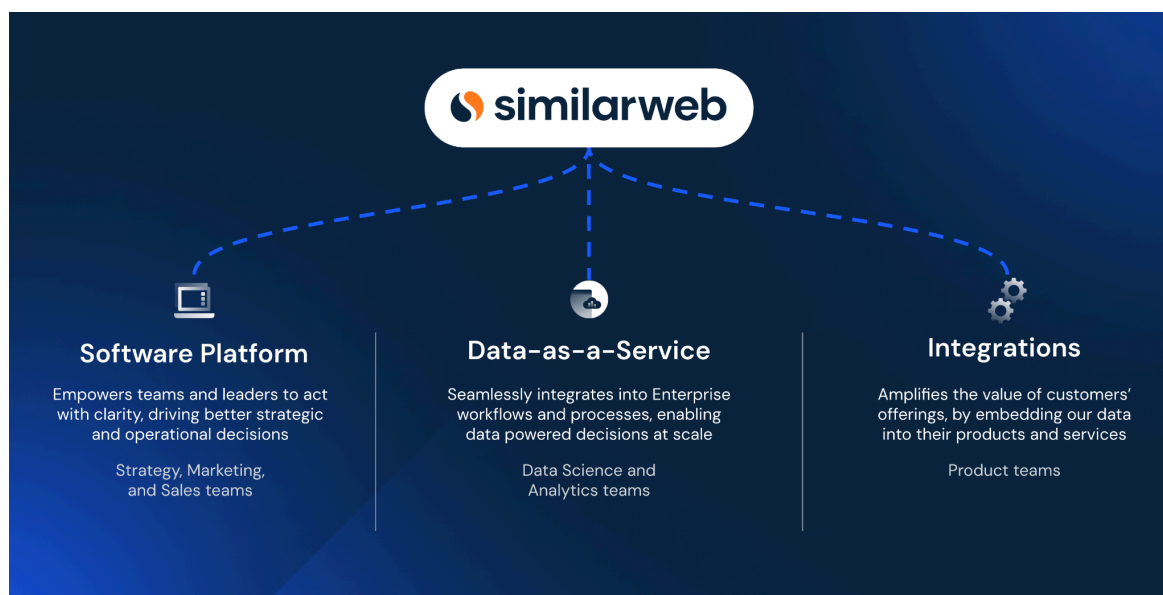 similarweb
Software Platform
Empowers teams and leaders to act
with clarity, driving better strategic
and operational decisions
Strategy, Marketing,
and Sales teams
Data-as-a-Service
Seamlessly integrates into Enterprise
workflows and processes, enabling
data powered decisions at scale
Data Science and
Analytics teams
Integrations
Amplifies the value of customers’
offerings, by embedding our data
into their products and services
Product teams